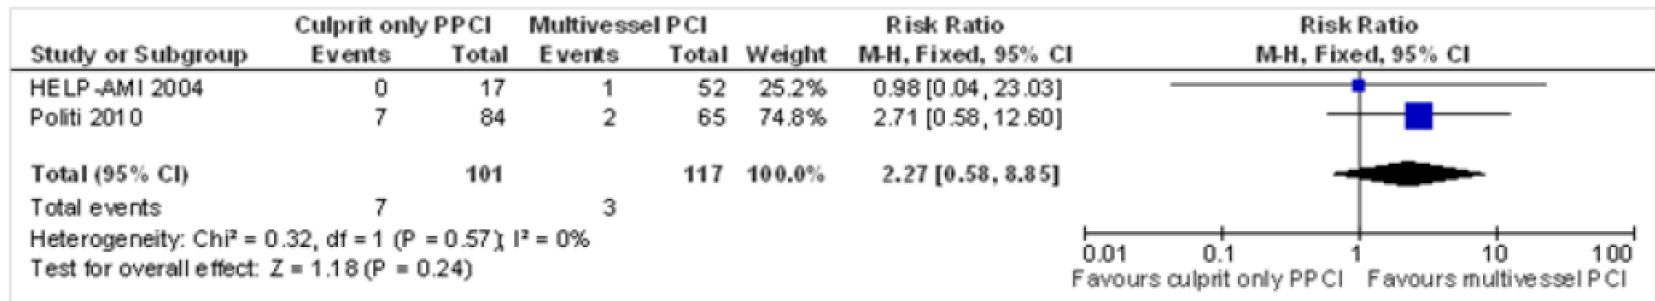 Culprit only PPCI Multivessel PCI Risk Ratio Risk Ratio
Study or Subgroup Events Total Events Total Weight M-H, Fixed, 95% CI M-H, Fixed, 95% CI
HELP-AMI 2004 0 17 1 52 25.2% 0.98 [0.04, 23.03]
Politi 2010 7 84 2 65 74.8% 2.71 [0.58, 12.60]
Total (95% CI) 101 117 100.0% 2.27 [0.58, 8.85]
Total events 7 3
Heterogeneity: Chi² = 0.32, df = 1 (P = 0.57); I² = 0%
Test for overall effect: Z = 1.18 (P = 0.24)
0.01 0.1 1 10 100
Favours culprit only PPCI Favours multivessel PCI